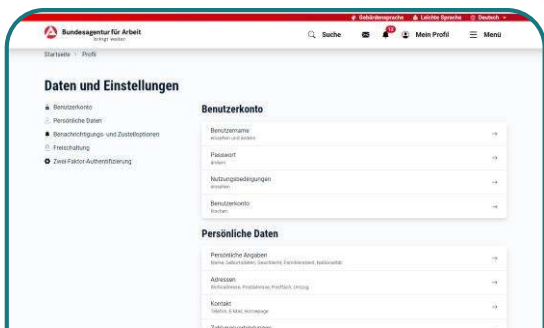 Gebärdensprache Leichte Sprache Deutsch
Bundesagentur für Arbeit
bringt weiter.
Suche
Mein Profil
Menü
Startseite Profil
Daten und Einstellungen
Benutzerkonto
Persönliche Daten
Benachrichtigungs- und Zustelloptionen
Freischaltung
Zwei-Faktor-Authentifizierung
Benutzerkonto
Benutzername
einsehen und ändern
Passwort
ändern
Nutzungsbedingungen
einsehen
Benutzerkonto
löschen
Persönliche Daten
Persönliche Angaben
Name, Geburtsdaten, Geschlecht, Familienstand, Nationalität
Adressen
Wohnadresse, Postadresse, Postfach, Umzug
Kontakt
Telefon, E-Mail, Homepage